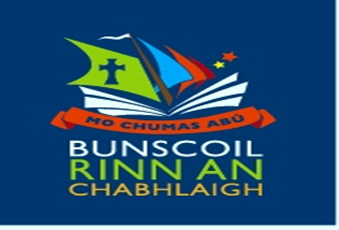 MO CHUMAS ABÚ
BUNSCOIL
RINN AN
CHABHLAIGH